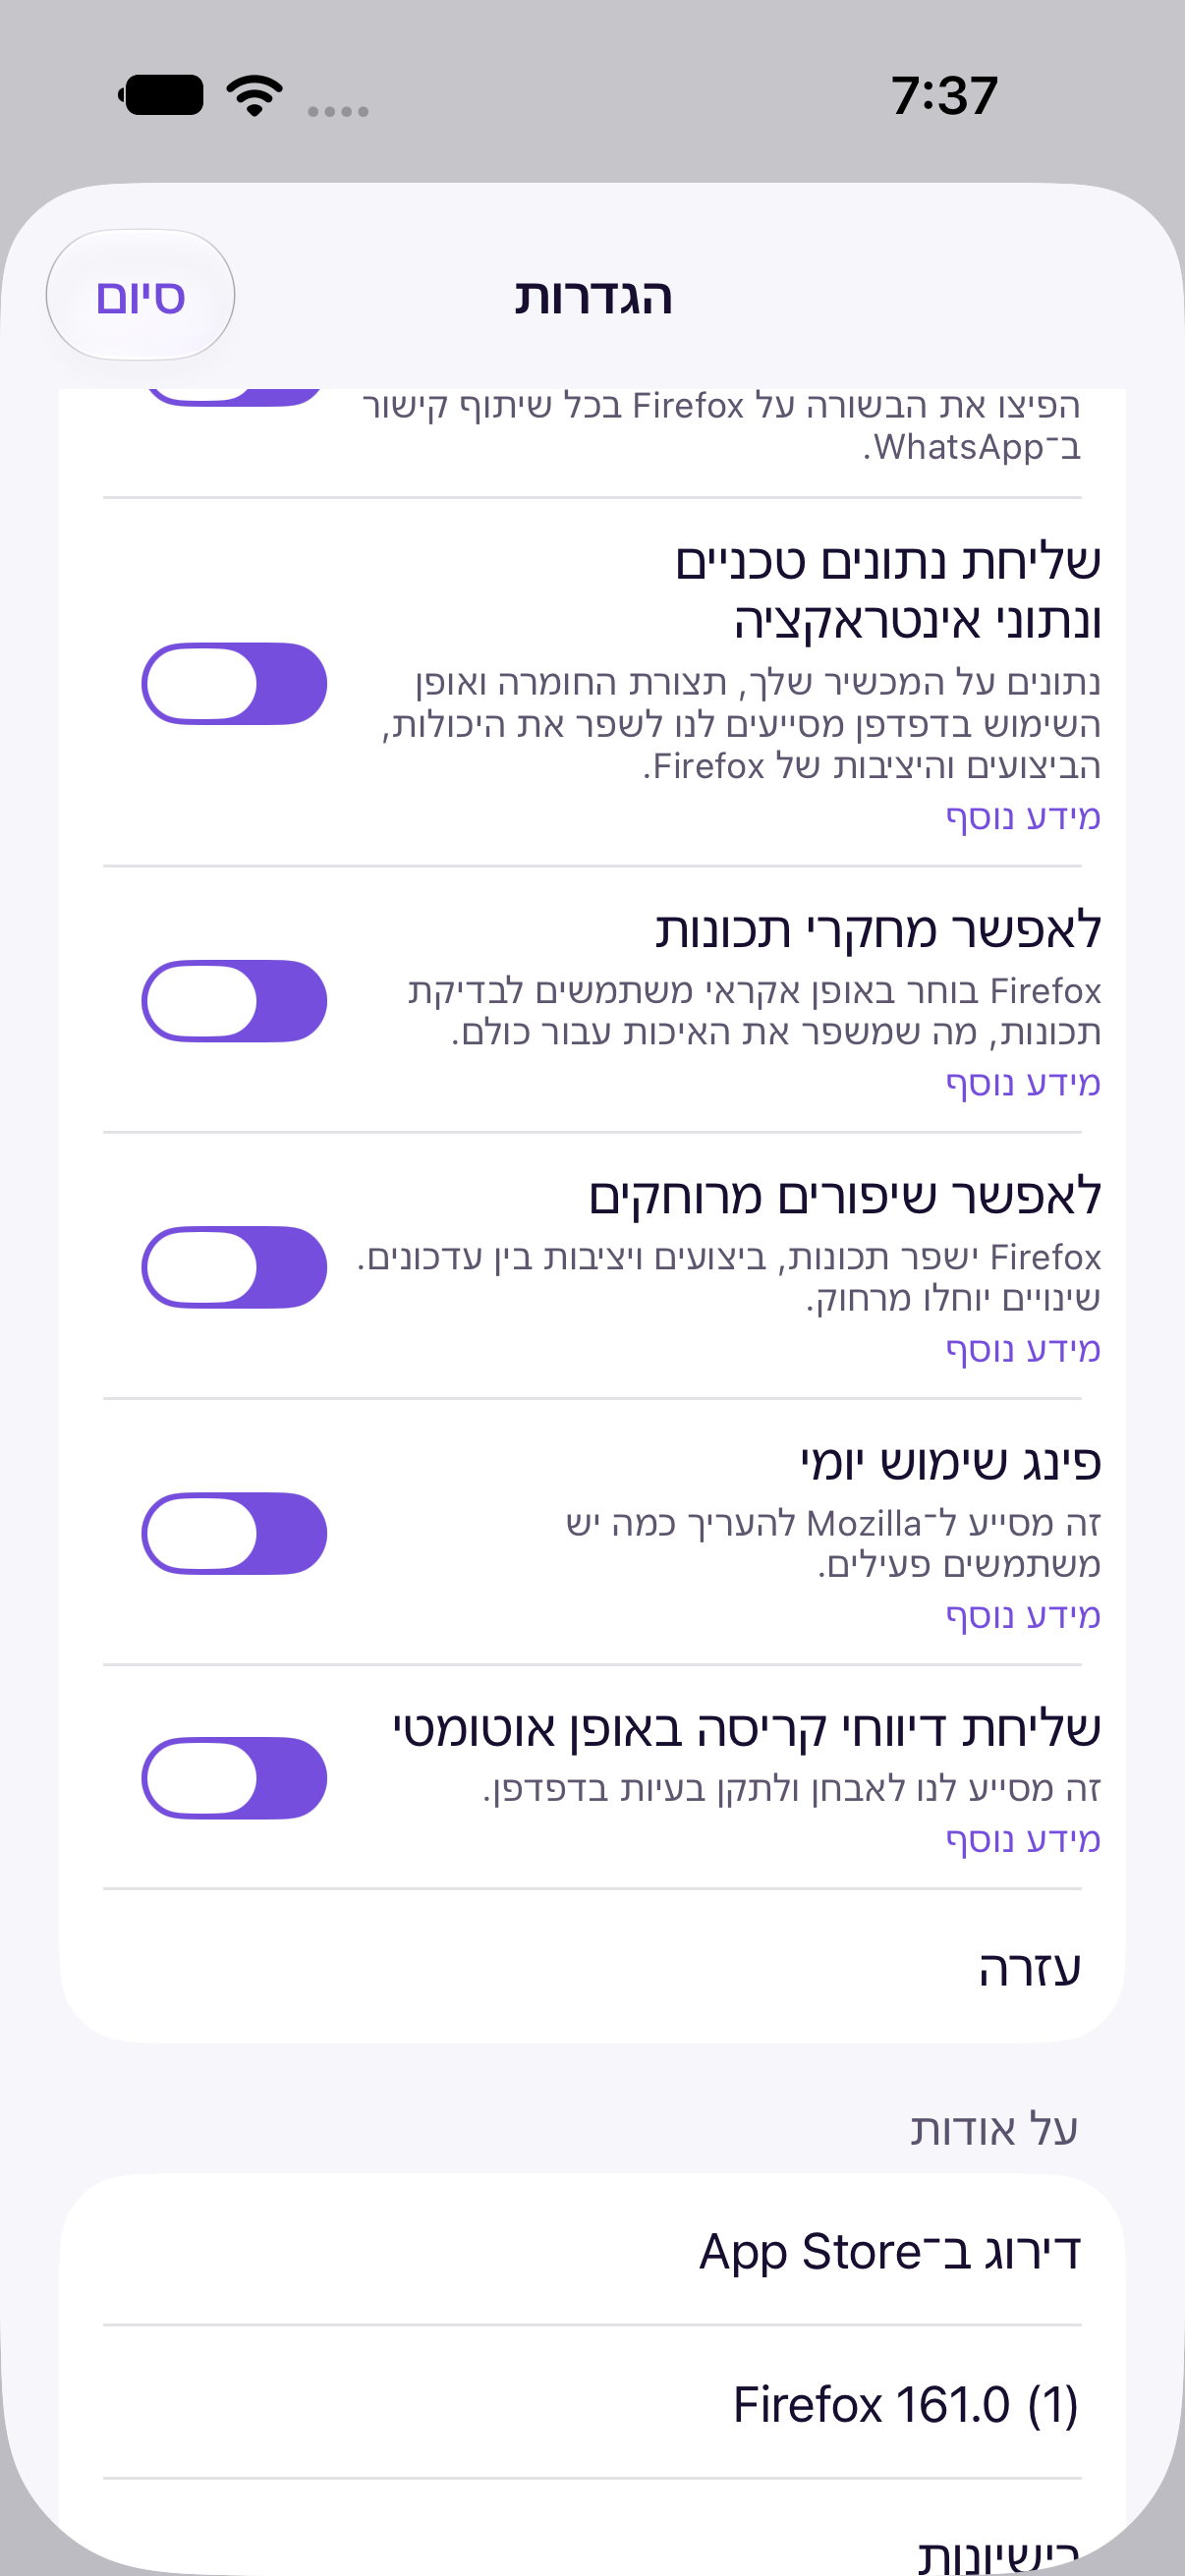 7:37
הגדרות
סיום
הפיצו את הבשורה על Firefox בכל שיתוף קישור
ב־WhatsApp.
שליחת נתונים טכניים
ונתוני אינטראקציה
נתונים על המכשיר שלך, תצורת החומרה ואופן
השימוש בדפדפן מסייעים לנו לשפר את היכולות,
הביצועים והיציבות של Firefox.
מידע נוסף
לאפשר מחקרי תכונות
Firefox בוחר באופן אקראי משתמשים לבדיקת
תכונות, מה שמשפר את האיכות עבור כולם.
מידע נוסף
לאפשר שיפורים מרוחקים
Firefox ישפר תכונות, ביצועים ויציבות בין עדכונים.
שינויים יוחלו מרחוק.
מידע נוסף
פינג שימוש יומי
זה מסייע ל־Mozilla להעריך כמה יש
משתמשים פעילים.
מידע נוסף
שליחת דיווחי קריסה באופן אוטומטי
זה מסייע לנו לאבחן ולתקן בעיות בדפדפן.
מידע נוסף
עזרה
על אודות
דירוג ב־App Store
Firefox 161.0 (1)
רישיונות